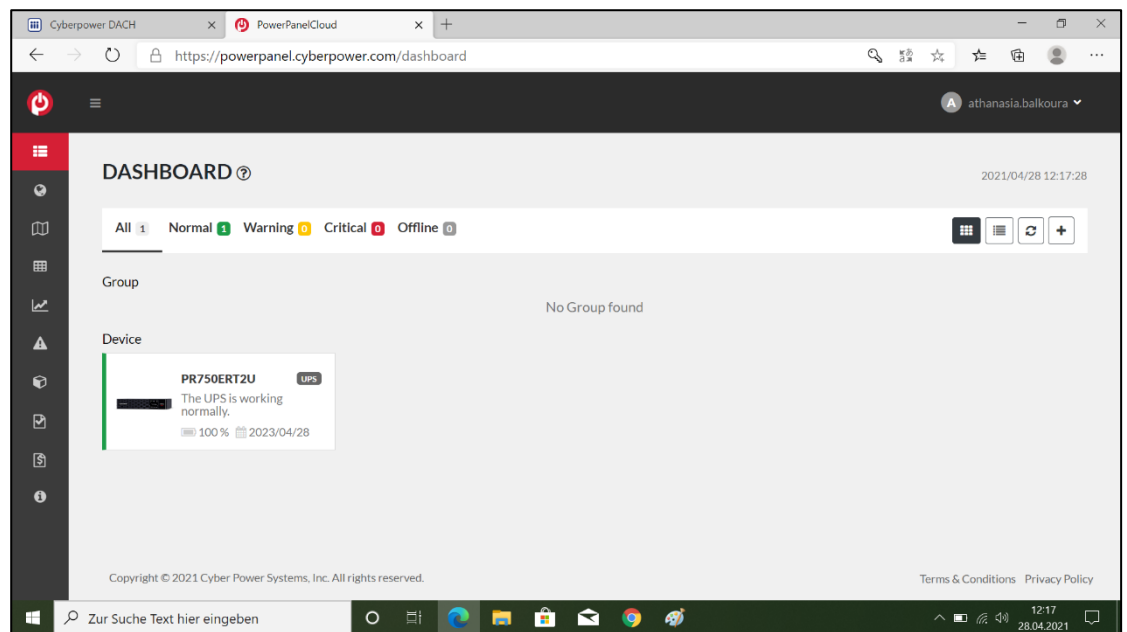 Cyberpower DACH
PowerPanelCloud
https://powerpanel.cyberpower.com/dashboard
A athanasia.balkoura
DASHBOARD
2021/04/28 12:17:28
All 1 Normal 1 Warning 0 Critical 0 Offline 0
Group
No Group found
Device
PR750ERT2U UPS
The UPS is working
normally.
100 % 2023/04/28
Copyright © 2021 Cyber Power Systems, Inc. All rights reserved.
Terms & Conditions Privacy Policy
Zur Suche Text hier eingeben
12:17
28.04.2021